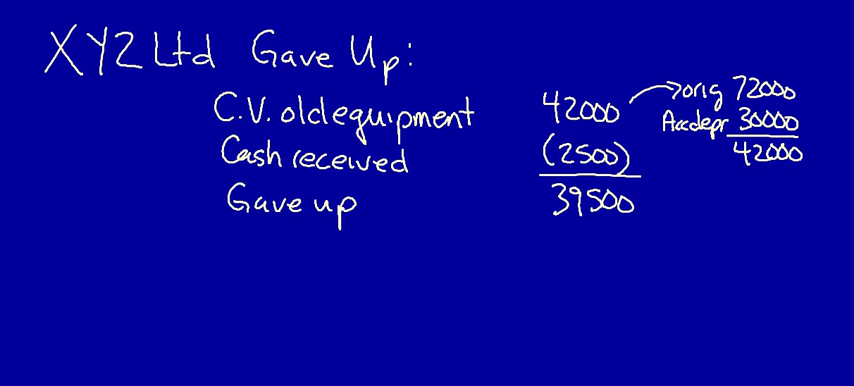 XYZ Ltd Gave Up:
C.V. old equipment 42000 → orig 72000
Accdepr 30000
42000
Cash received (2500)
Gave up 39500